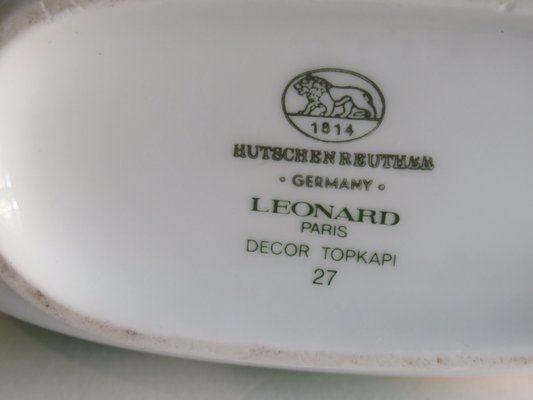 1814
HUTSCHENREUTHER
· GERMANY ·
LEONARD
PARIS
DECOR TOPKAPI
27